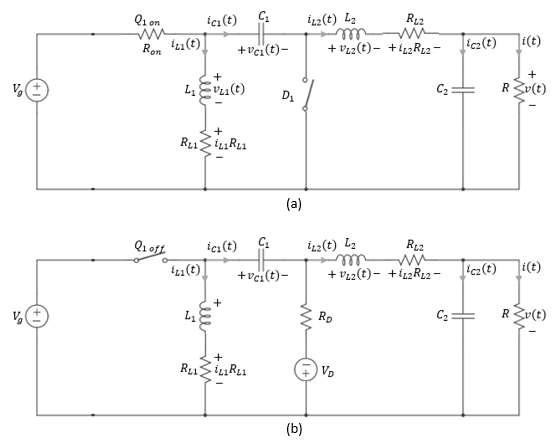 Q1 on iC1(t) C1 iL2(t) L2 RL2 i(t)
Ron iL1(t) +vC1(t)− +vL2(t)− +iL2RL2− iC2(t)
Vg + − L1 + vL1(t) − D1 C2 R + v(t) −
RL1 + iL1RL1 −
(a)
Q1 off iC1(t) C1 iL2(t) L2 RL2 i(t)
iL1(t) +vC1(t)− +vL2(t)− +iL2RL2− iC2(t)
Vg + − L1 + RD C2 R + v(t) −
RL1 + iL1RL1 − − + VD
(b)